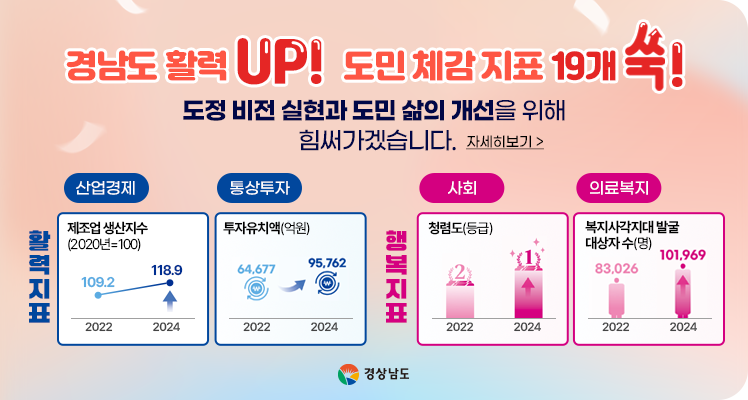 경남도 활력 UP! 도민 체감 지표 19개 쑥!
도정 비전 실현과 도민 삶의 개선을 위해
힘써가겠습니다. 자세히보기 >
활력지표
산업경제
제조업 생산지수
(2020년=100)
109.2
118.9
2022
2024
통상투자
투자유치액(억원)
64,677
95,762
₩
₩
2022
2024
행복지표
사회
청렴도(등급)
2
1
2022
2024
의료복지
복지사각지대 발굴
대상자 수(명)
83,026
101,969
2022
2024
경상남도